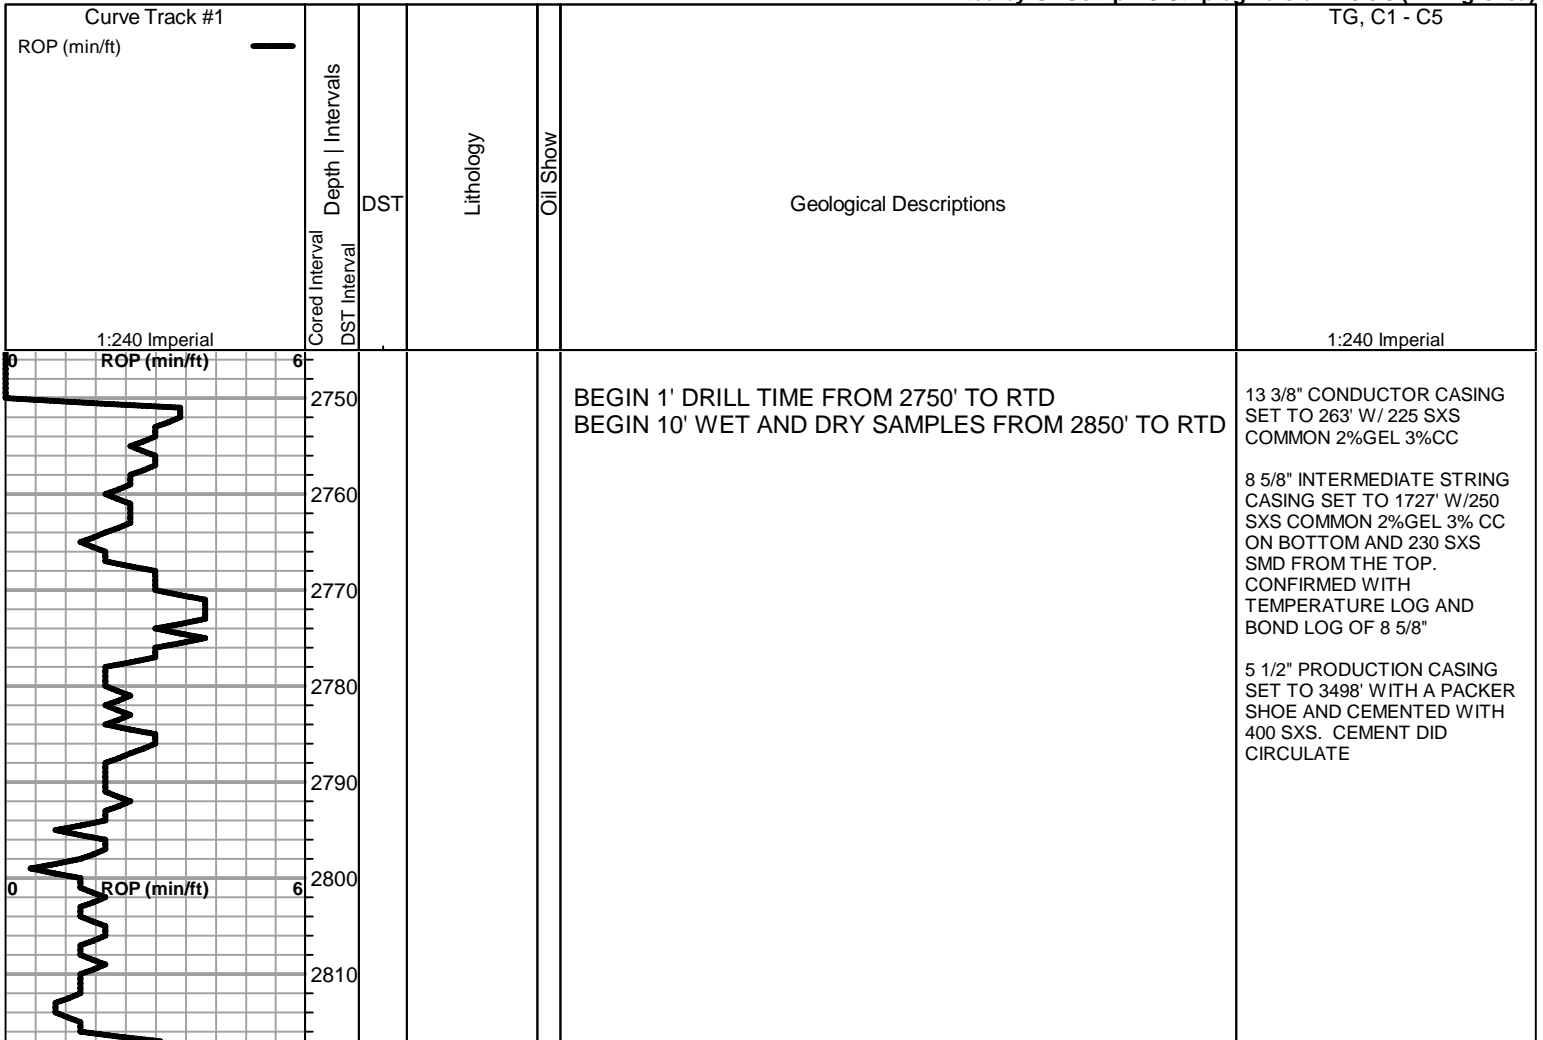 Curve Track #1
ROP (min/ft)
1:240 Imperial
Depth | Intervals
Cored Interval
DST Interval
DST
Lithology
Oil Show
Geological Descriptions
TG, C1 - C5
1:240 Imperial
0 ROP (min/ft) 6
2750
2760
2770
2780
2790
2800
0 ROP (min/ft) 6
2810
BEGIN 1' DRILL TIME FROM 2750' TO RTD
BEGIN 10' WET AND DRY SAMPLES FROM 2850' TO RTD
13 3/8" CONDUCTOR CASING
SET TO 263' W/ 225 SXS
COMMON 2%GEL 3%CC
8 5/8" INTERMEDIATE STRING
CASING SET TO 1727' W/250
SXS COMMON 2%GEL 3% CC
ON BOTTOM AND 230 SXS
SMD FROM THE TOP.
CONFIRMED WITH
TEMPERATURE LOG AND
BOND LOG OF 8 5/8"
5 1/2" PRODUCTION CASING
SET TO 3498' WITH A PACKER
SHOE AND CEMENTED WITH
400 SXS.  CEMENT DID
CIRCULATE